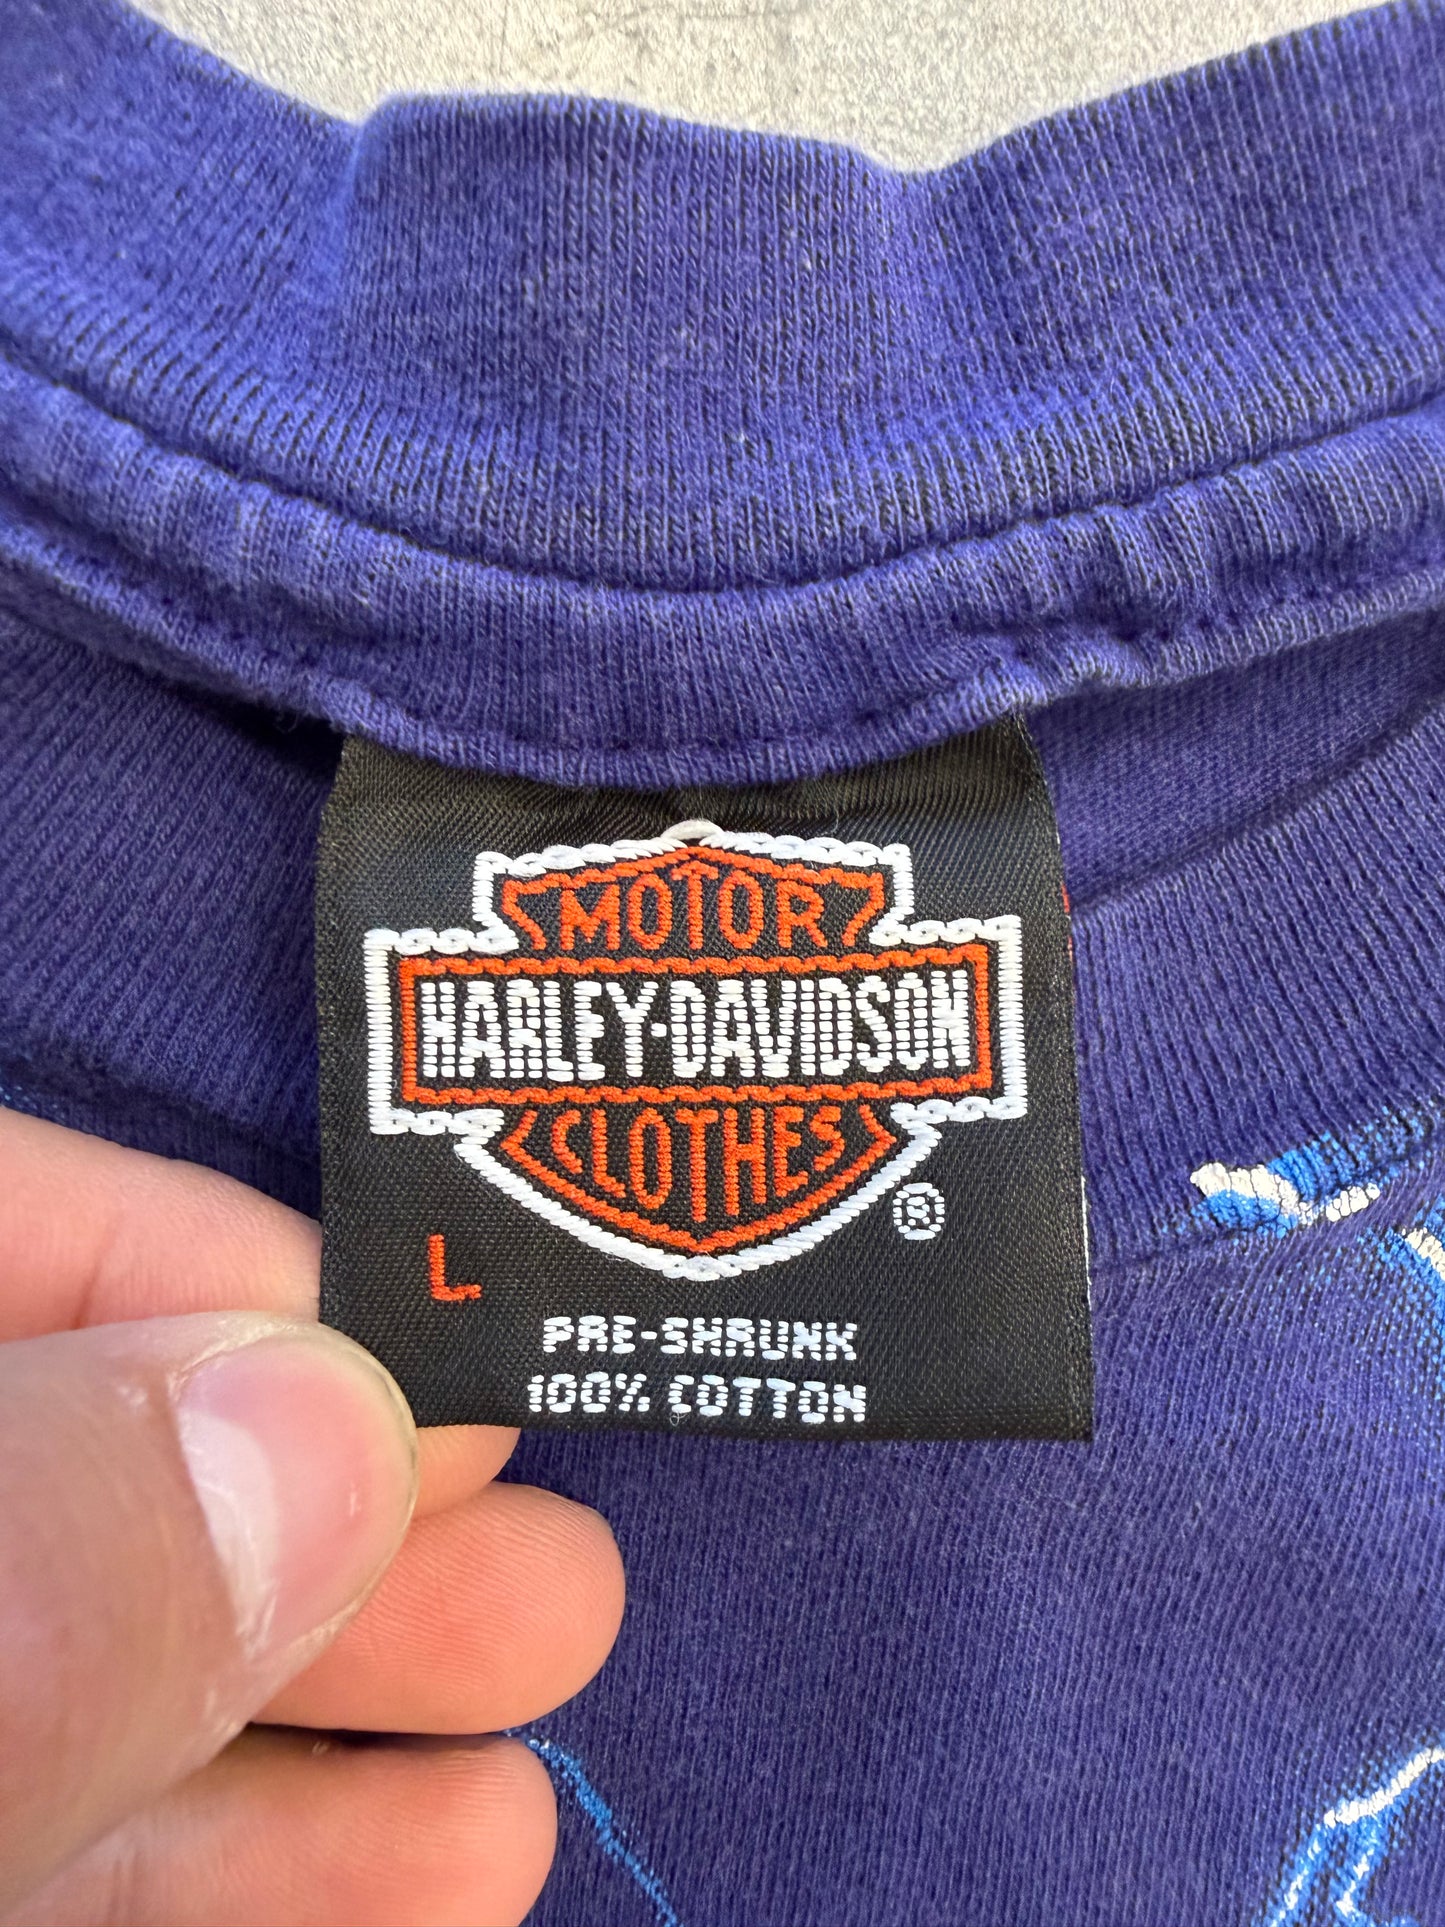 MOTOR
HARLEY-DAVIDSON
CLOTHES
®
L
PRE-SHRUNK
100% COTTON